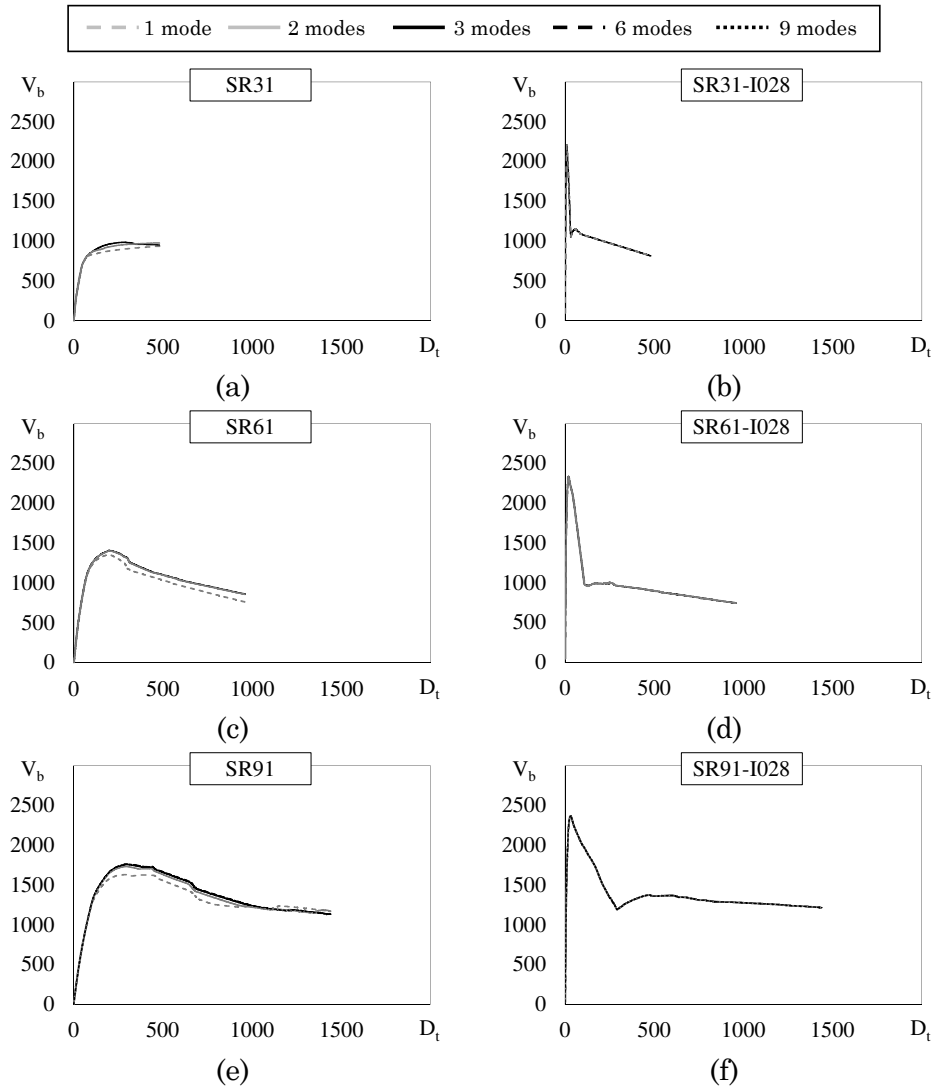 1 mode 2 modes 3 modes 6 modes 9 modes
V_b SR31
2500
2000
1500
1000
500
0
0 500 1000 1500 D_t
(a)
V_b SR31-I028
2500
2000
1500
1000
500
0
0 500 1000 1500 D_t
(b)
V_b SR61
2500
2000
1500
1000
500
0
0 500 1000 1500 D_t
(c)
V_b SR61-I028
2500
2000
1500
1000
500
0
0 500 1000 1500 D_t
(d)
V_b SR91
2500
2000
1500
1000
500
0
0 500 1000 1500 D_t
(e)
V_b SR91-I028
2500
2000
1500
1000
500
0
0 500 1000 1500 D_t
(f)